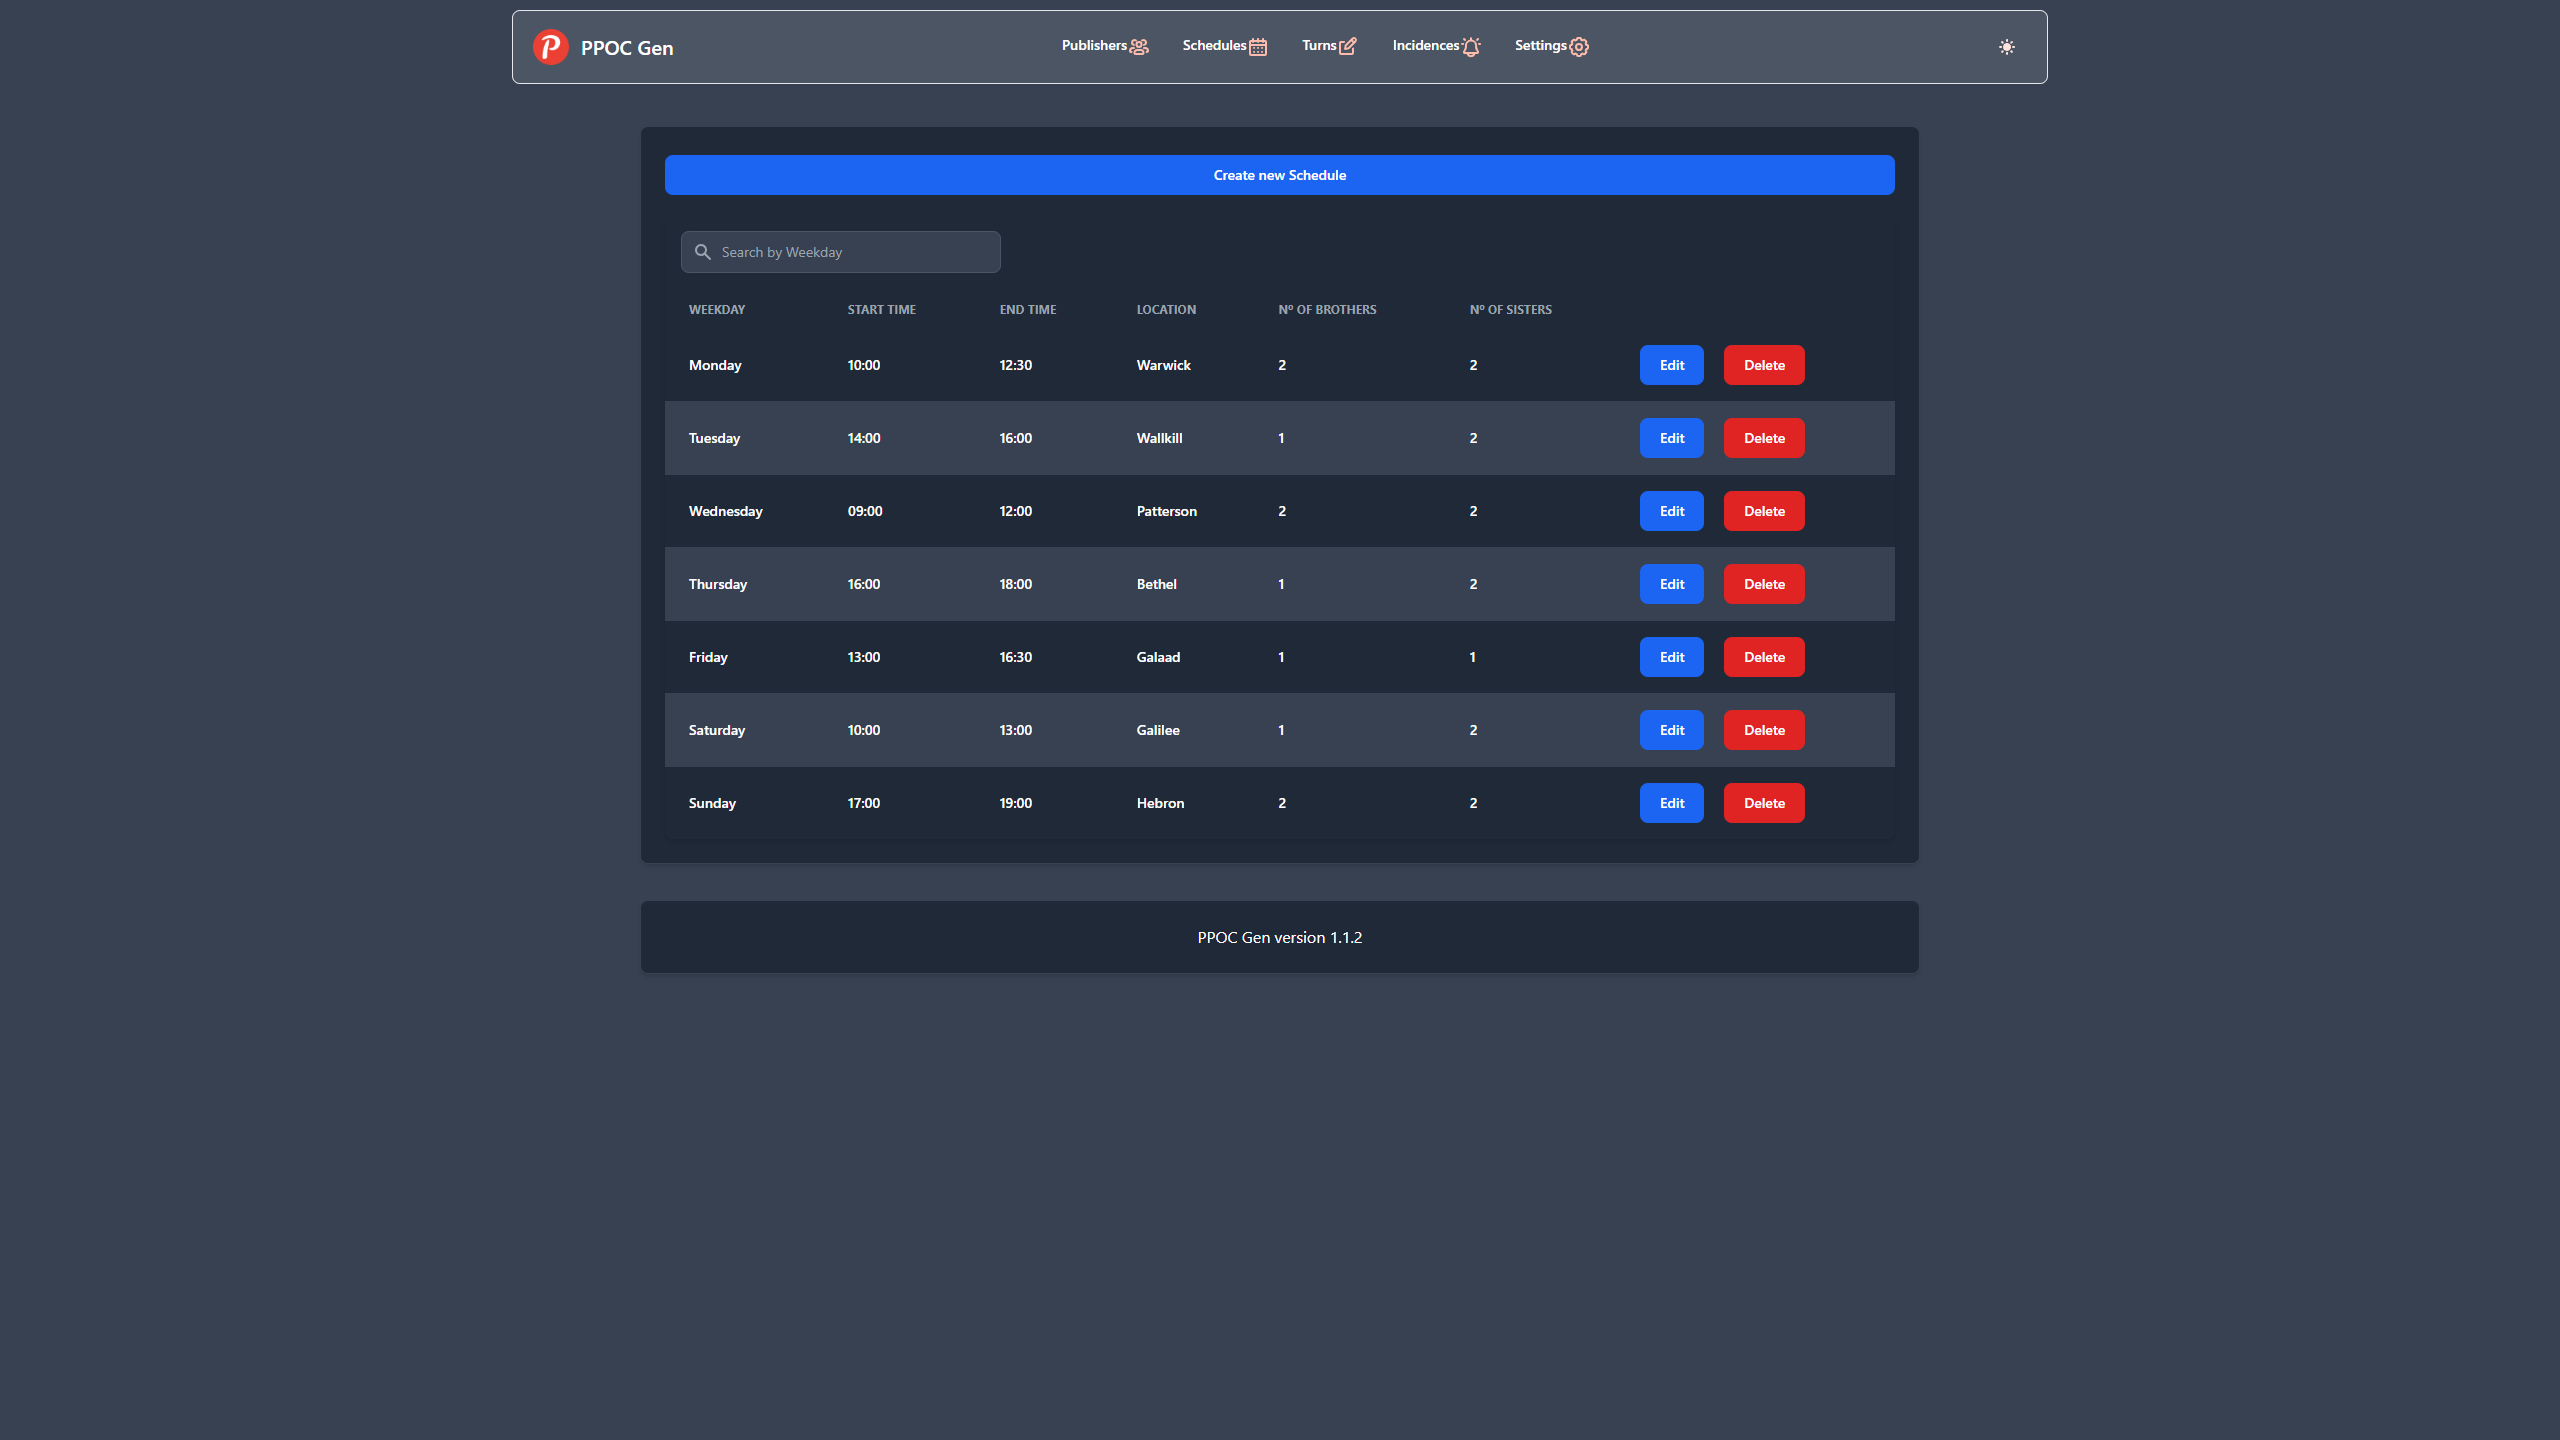 P PPOC Gen Publishers Schedules Turns Incidences Settings
Create new Schedule
Search by Weekday
WEEKDAY START TIME END TIME LOCATION Nº OF BROTHERS Nº OF SISTERS
Monday 10:00 12:30 Warwick 2 2 Edit Delete
Tuesday 14:00 16:00 Wallkill 1 2 Edit Delete
Wednesday 09:00 12:00 Patterson 2 2 Edit Delete
Thursday 16:00 18:00 Bethel 1 2 Edit Delete
Friday 13:00 16:30 Galaad 1 1 Edit Delete
Saturday 10:00 13:00 Galilee 1 2 Edit Delete
Sunday 17:00 19:00 Hebron 2 2 Edit Delete
PPOC Gen version 1.1.2